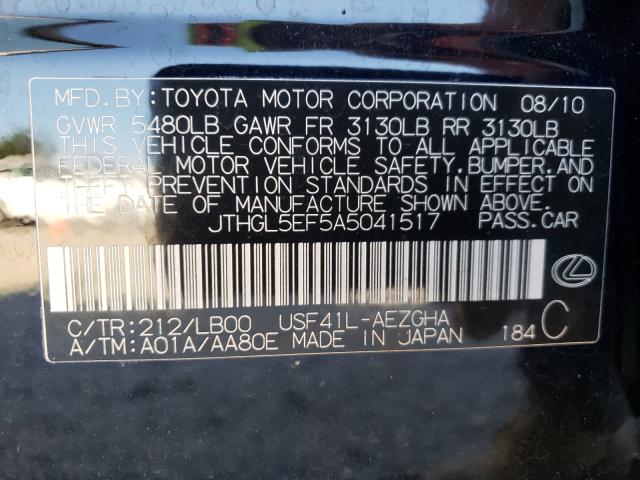 MFD. BY: TOYOTA MOTOR CORPORATION 08/10
GVWR 5480LB GAWR FR 3130LB RR 3130LB
THIS VEHICLE CONFORMS TO ALL APPLICABLE
FEDERAL MOTOR VEHICLE SAFETY, BUMPER, AND
THEFT PREVENTION STANDARDS IN EFFECT ON
THE DATE OF MANUFACTURE SHOWN ABOVE.
JTHGL5EF5A5041517 PASS. CAR
C/TR: 212/LB00 USF41L-AEZGHA
A/TM: A01A/AA80E MADE IN JAPAN 184 C